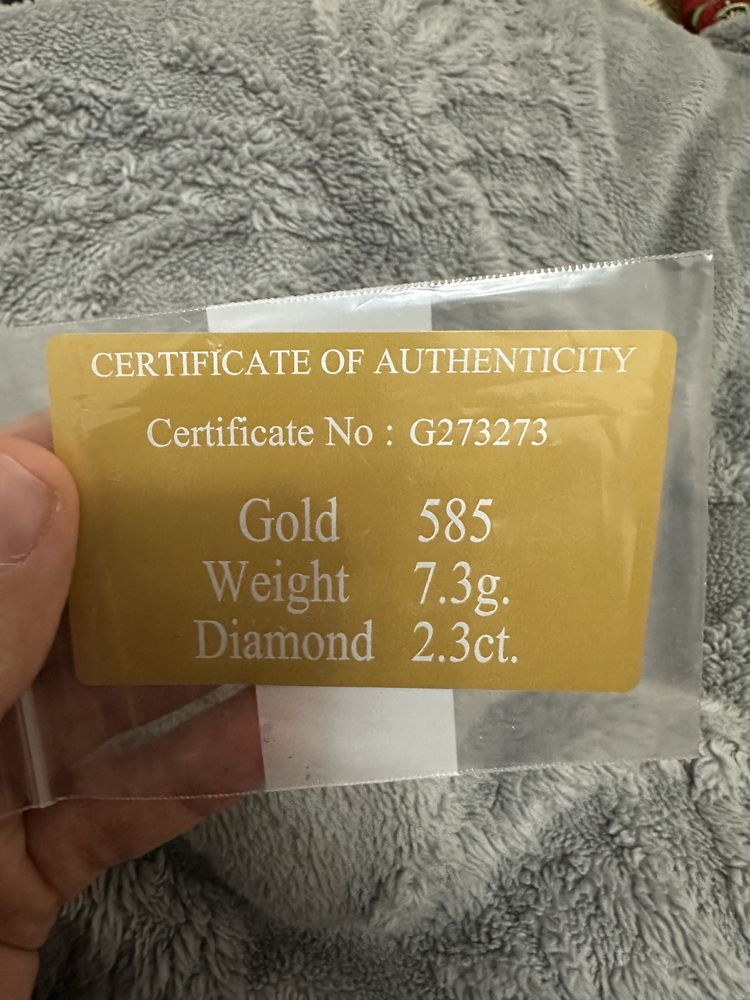 CERTIFICATE OF AUTHENTICITY
Certificate No : G273273
Gold 585
Weight 7.3g.
Diamond 2.3ct.